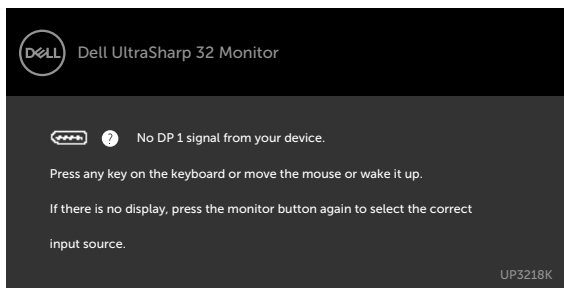 DELL Dell UltraSharp 32 Monitor
? No DP 1 signal from your device.
Press any key on the keyboard or move the mouse or wake it up.
If there is no display, press the monitor button again to select the correct
input source.
UP3218K